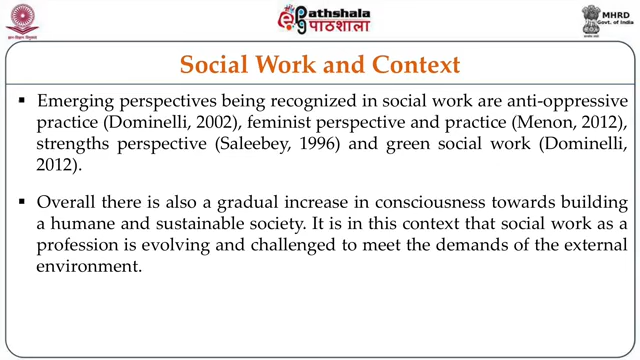 Pathshala
पाठशाला
MHRD
Govt. of India
Social Work and Context
▪ Emerging perspectives being recognized in social work are anti-oppressive
practice (Dominelli, 2002), feminist perspective and practice (Menon, 2012),
strengths perspective (Saleebey, 1996) and green social work (Dominelli,
2012).
▪ Overall there is also a gradual increase in consciousness towards building
a humane and sustainable society. It is in this context that social work as a
profession is evolving and challenged to meet the demands of the external
environment.